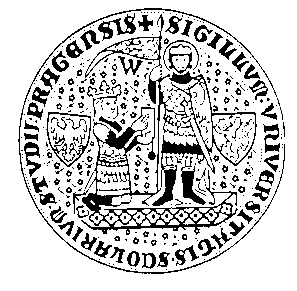 ✝ SIGILLVM · VNIVERSITATIS · SCOLARIVM · STVDII · PRAGENSIS
W